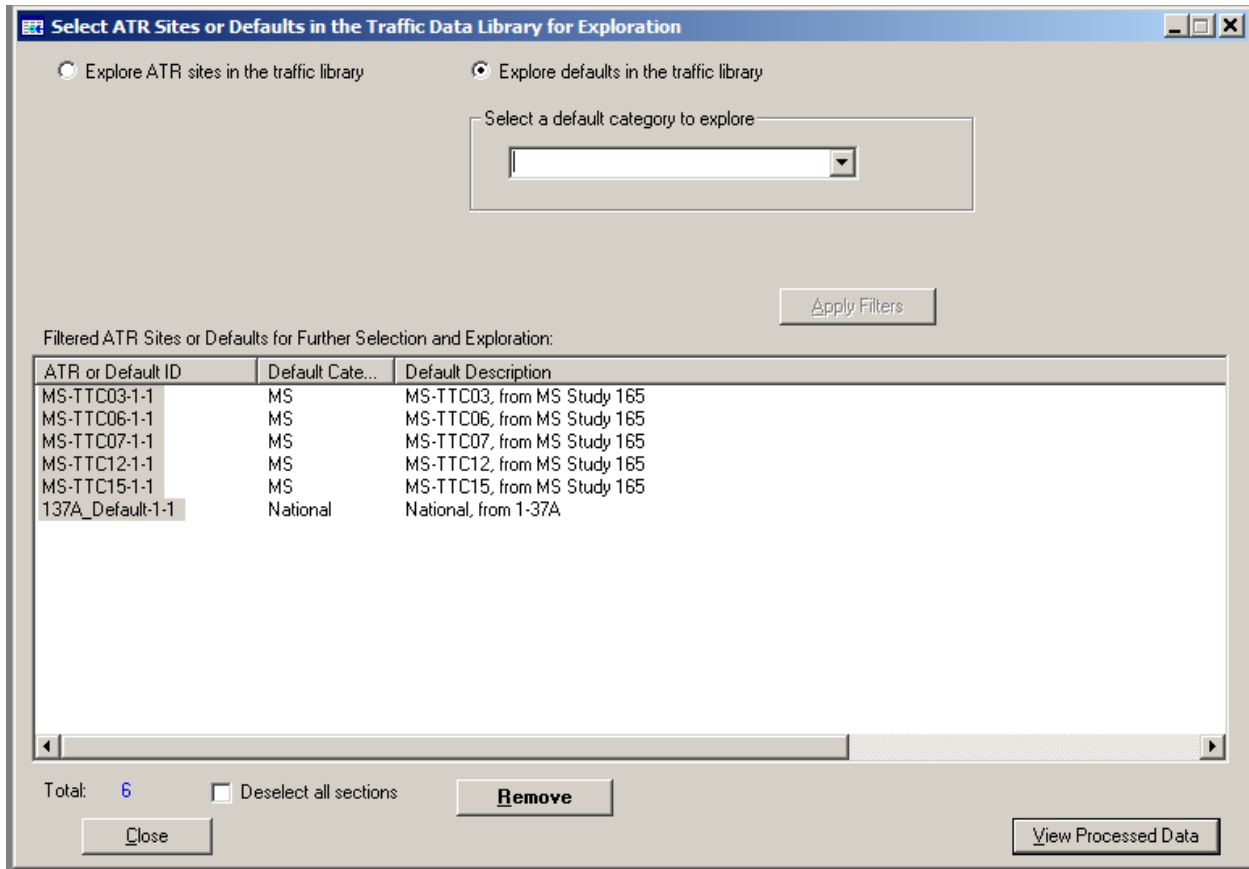 Select ATR Sites or Defaults in the Traffic Data Library for Exploration
Explore ATR sites in the traffic library Explore defaults in the traffic library
Select a default category to explore
Apply Filters
Filtered ATR Sites or Defaults for Further Selection and Exploration:
ATR or Default ID Default Cate... Default Description
MS-TTC03-1-1 MS MS-TTC03, from MS Study 165
MS-TTC06-1-1 MS MS-TTC06, from MS Study 165
MS-TTC07-1-1 MS MS-TTC07, from MS Study 165
MS-TTC12-1-1 MS MS-TTC12, from MS Study 165
MS-TTC15-1-1 MS MS-TTC15, from MS Study 165
137A_Default-1-1 National National, from 1-37A
Total: 6 Deselect all sections Remove
Close View Processed Data